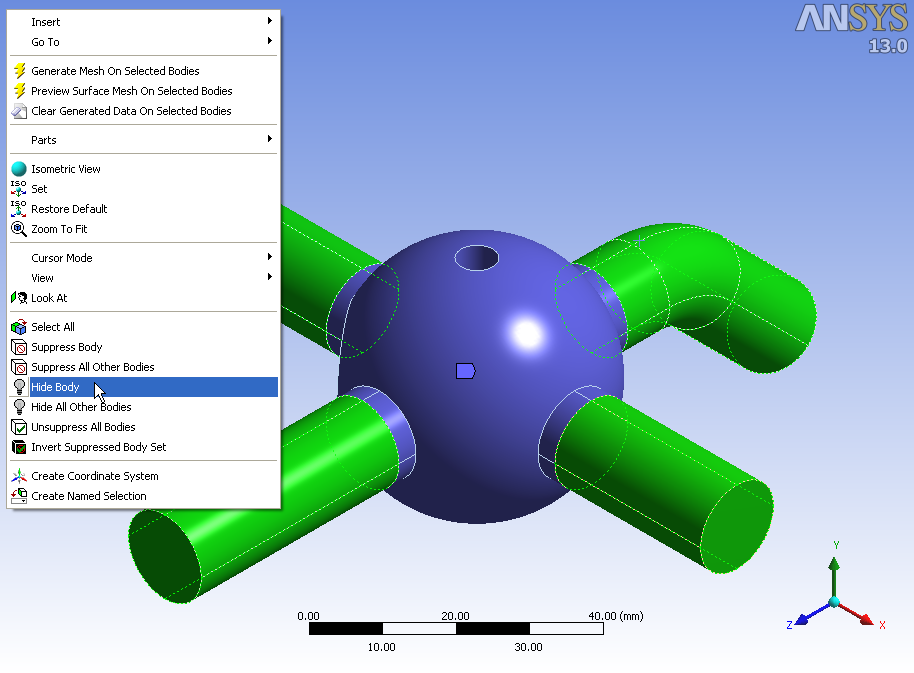 Insert
Go To
Generate Mesh On Selected Bodies
Preview Surface Mesh On Selected Bodies
Clear Generated Data On Selected Bodies
Parts
Isometric View
ISO
Set
ISO
Restore Default
Zoom To Fit
Cursor Mode
View
Look At
Select All
Suppress Body
Suppress All Other Bodies
Hide Body
Hide All Other Bodies
Unsuppress All Bodies
Invert Suppressed Body Set
Create Coordinate System
Create Named Selection
ANSYS
13.0
0.00 20.00 40.00 (mm)
10.00 30.00
Y
Z X